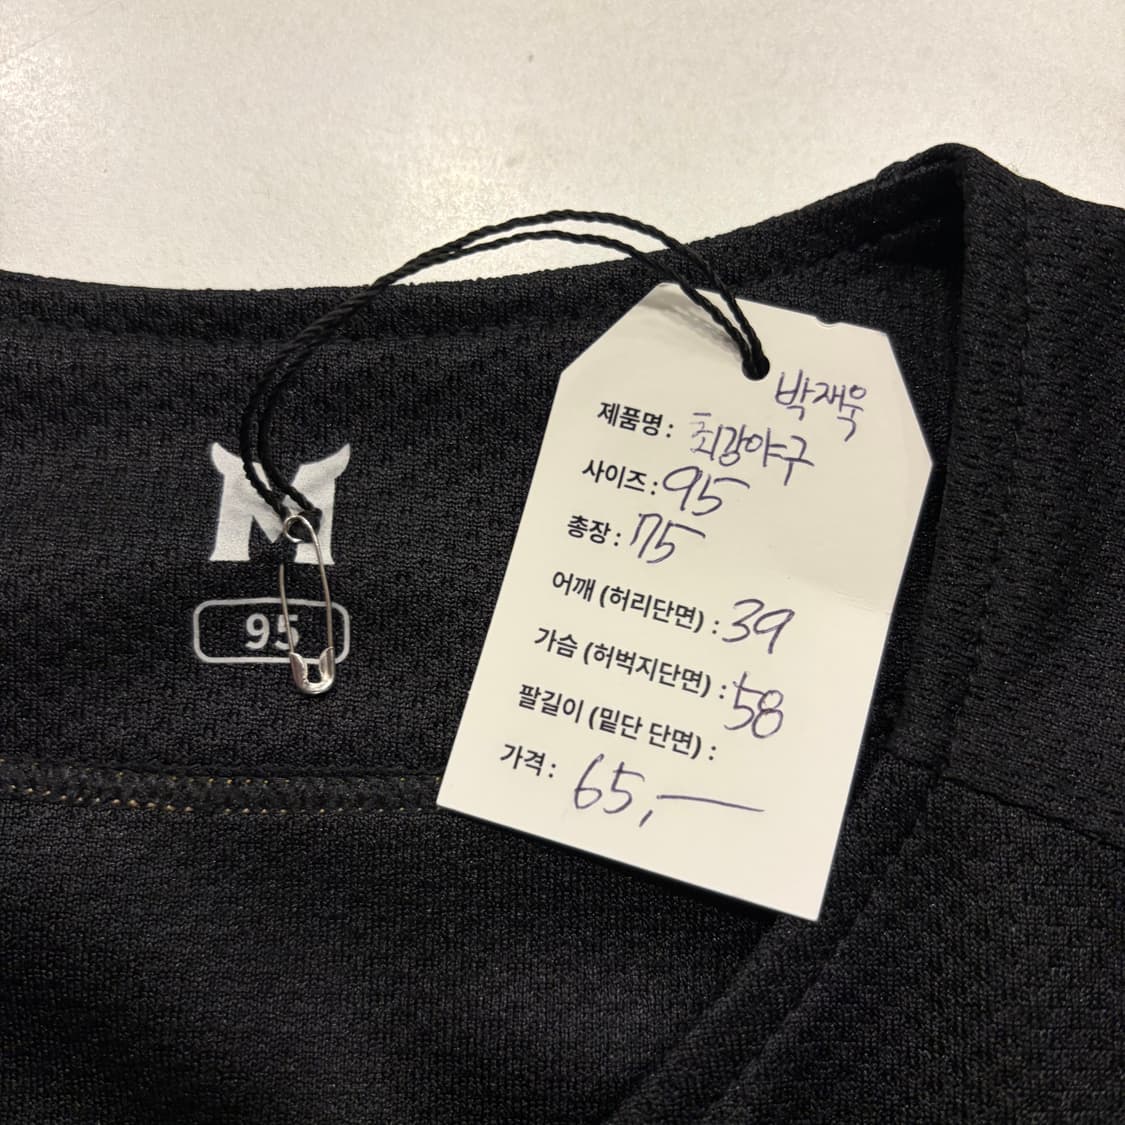 박재욱
제품명 : 최강야구
사이즈 : 95
총장 : 75
어깨 (허리단면) : 39
가슴 (허벅지단면) : 58
팔길이 (밑단 단면) :
가격 : 65,—
M
95